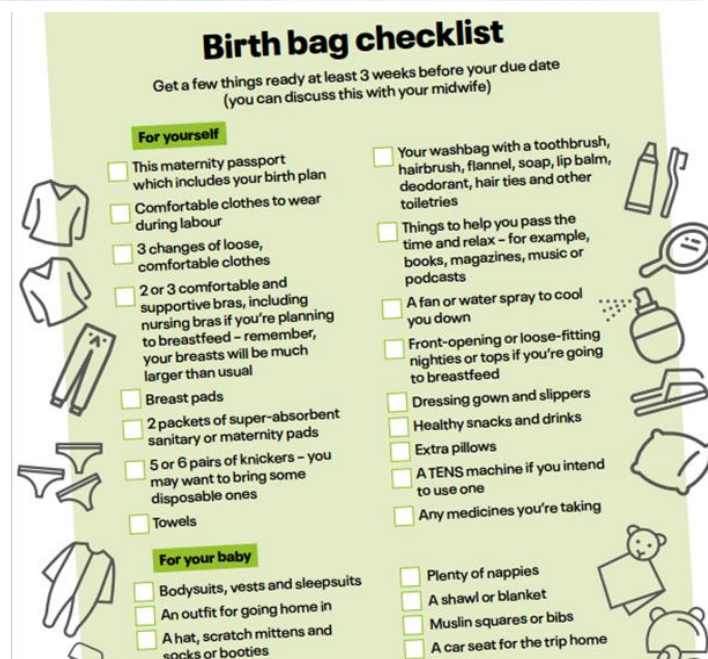 Birth bag checklist
Get a few things ready at least 3 weeks before your due date
(you can discuss this with your midwife)
For yourself
This maternity passport
which includes your birth plan
Comfortable clothes to wear
during labour
3 changes of loose,
comfortable clothes
2 or 3 comfortable and
supportive bras, including
nursing bras if you're planning
to breastfeed – remember,
your breasts will be much
larger than usual
Breast pads
2 packets of super-absorbent
sanitary or maternity pads
5 or 6 pairs of knickers – you
may want to bring some
disposable ones
Towels
Your washbag with a toothbrush,
hairbrush, flannel, soap, lip balm,
deodorant, hair ties and other
toiletries
Things to help you pass the
time and relax – for example,
books, magazines, music or
podcasts
A fan or water spray to cool
you down
Front-opening or loose-fitting
nighties or tops if you're going
to breastfeed
Dressing gown and slippers
Healthy snacks and drinks
Extra pillows
A TENS machine if you intend
to use one
Any medicines you're taking
For your baby
Bodysuits, vests and sleepsuits
An outfit for going home in
A hat, scratch mittens and
socks or booties
Plenty of nappies
A shawl or blanket
Muslin squares or bibs
A car seat for the trip home